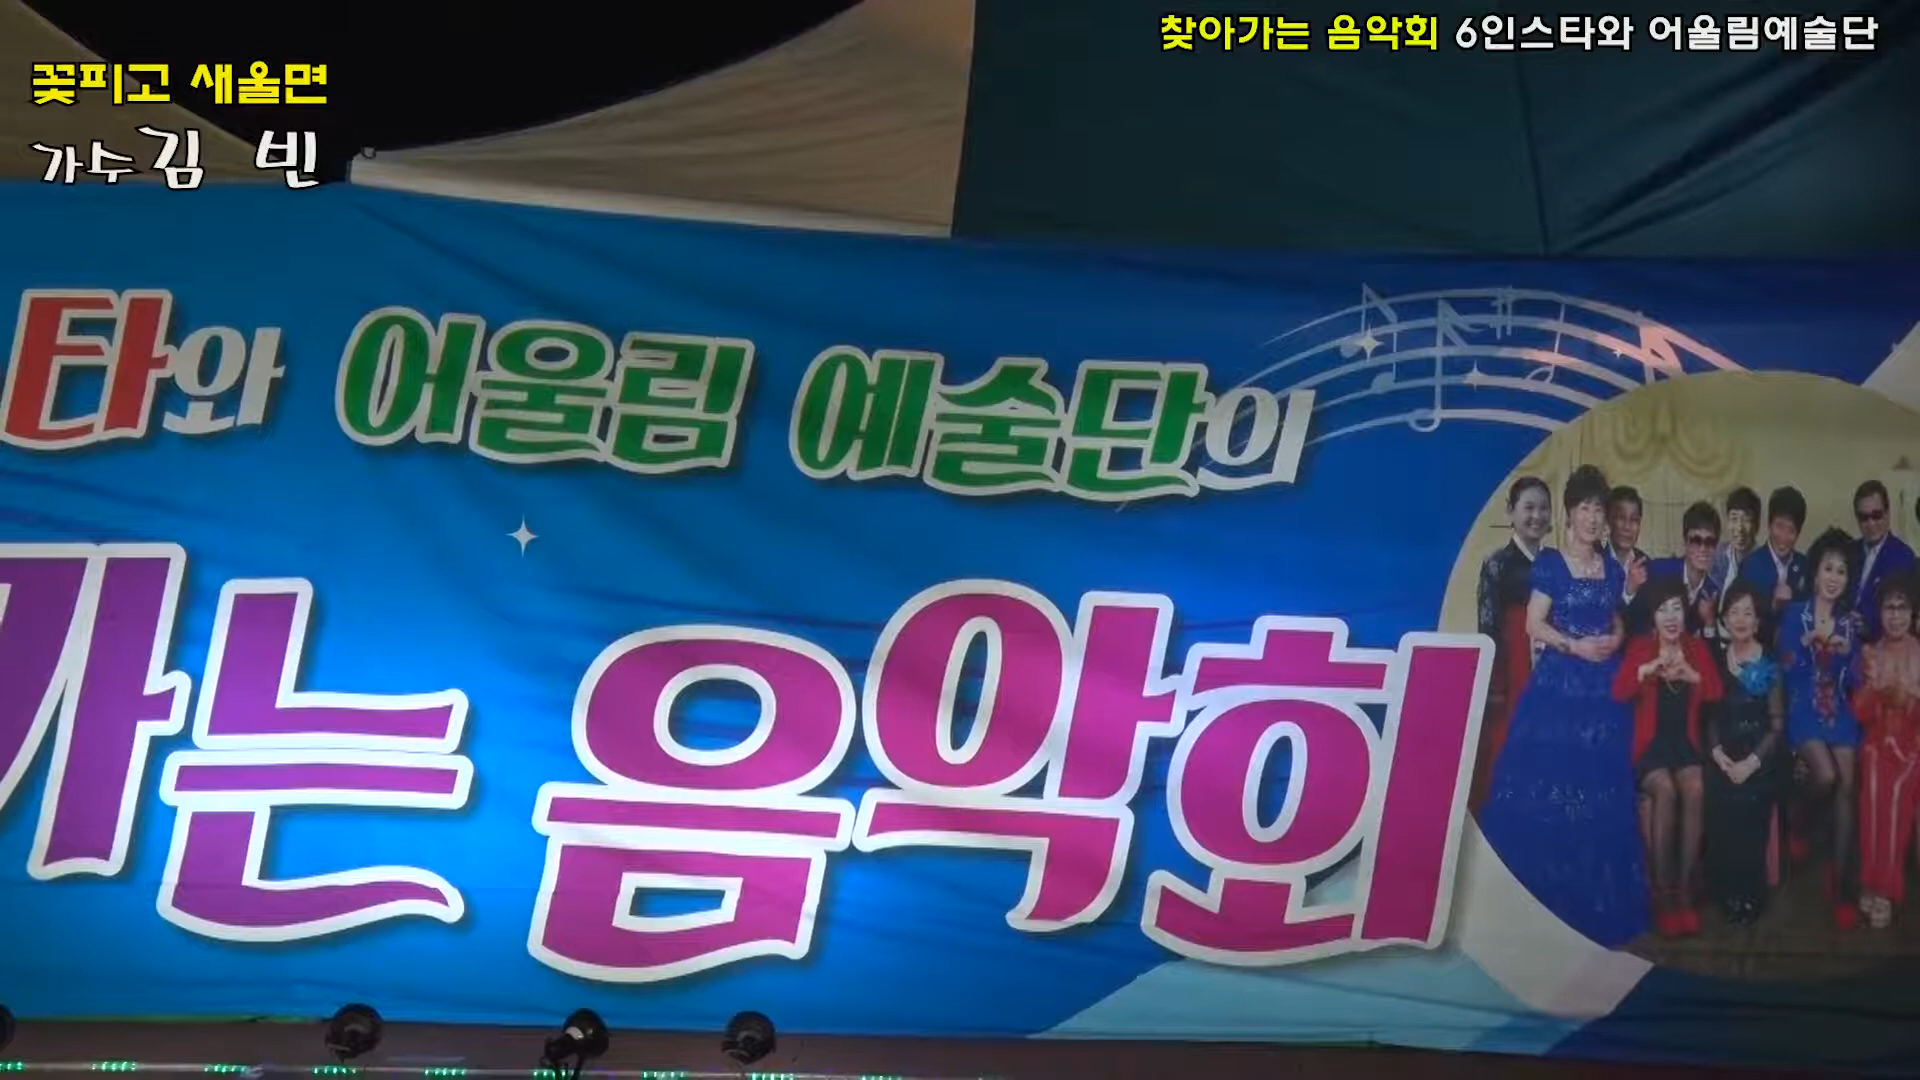 찾아가는 음악회 6인스타와 어울림예술단
꽃피고 새울면
가수 김 빈
타와 어울림 예술단의
가는 음악회